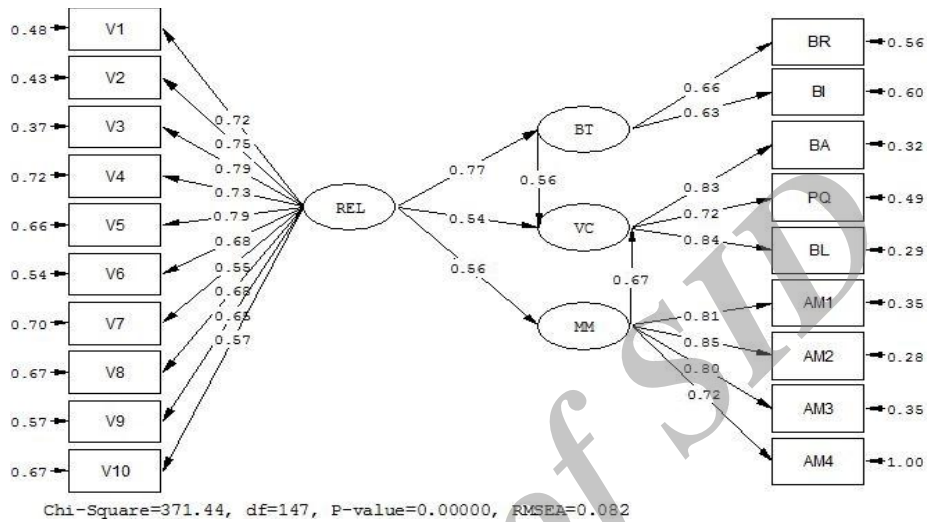 0.48 V1
0.43 V2
0.37 V3
0.72 V4
0.66 V5
0.54 V6
0.70 V7
0.67 V8
0.57 V9
0.67 V10
0.72
0.75
0.79
0.73
0.79
0.68
0.55
0.68
0.65
0.57
REL
0.77
0.54
0.56
BT
0.56
VC
0.67
MM
0.66
0.63
0.83
0.72
0.84
0.81
0.85
0.80
0.72
BR 0.56
BI 0.60
BA 0.32
PQ 0.49
BL 0.29
AM1 0.35
AM2 0.28
AM3 0.35
AM4 1.00
Chi-Square=371.44, df=147, P-value=0.00000, RMSEA=0.082
of SID